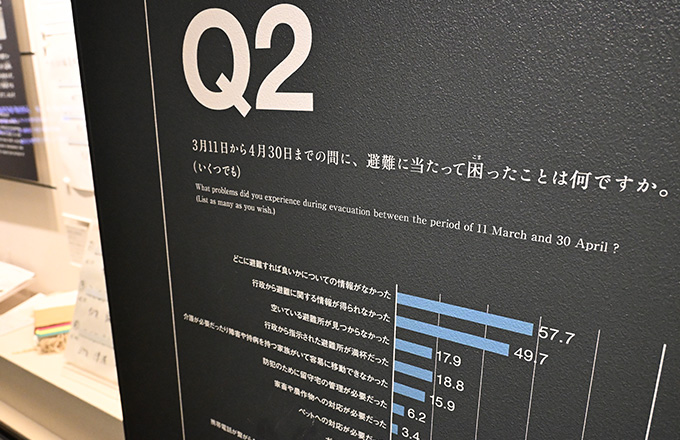 Q2
3月11日から4月30日までの間に、避難に当たって困ったことは何ですか。
こま
(いくつでも)
What problems did you experience during evacuation between the period of 11 March and 30 April ?
(List as many as you wish.)
どこに避難すれば良いかについての情報がなかった
57.7
行政から避難に関する情報が得られなかった
49.7
空いている避難所が見つからなかった
17.9
行政から指示された避難所が満杯だった
18.8
介護が必要だったり障害や持病を持つ家族がいて容易に移動できなかった
15.9
防犯のために留守宅の管理が必要だった
6.2
家畜や農作物への対応が必要だった
3.4
ペットへの対応が必要だった